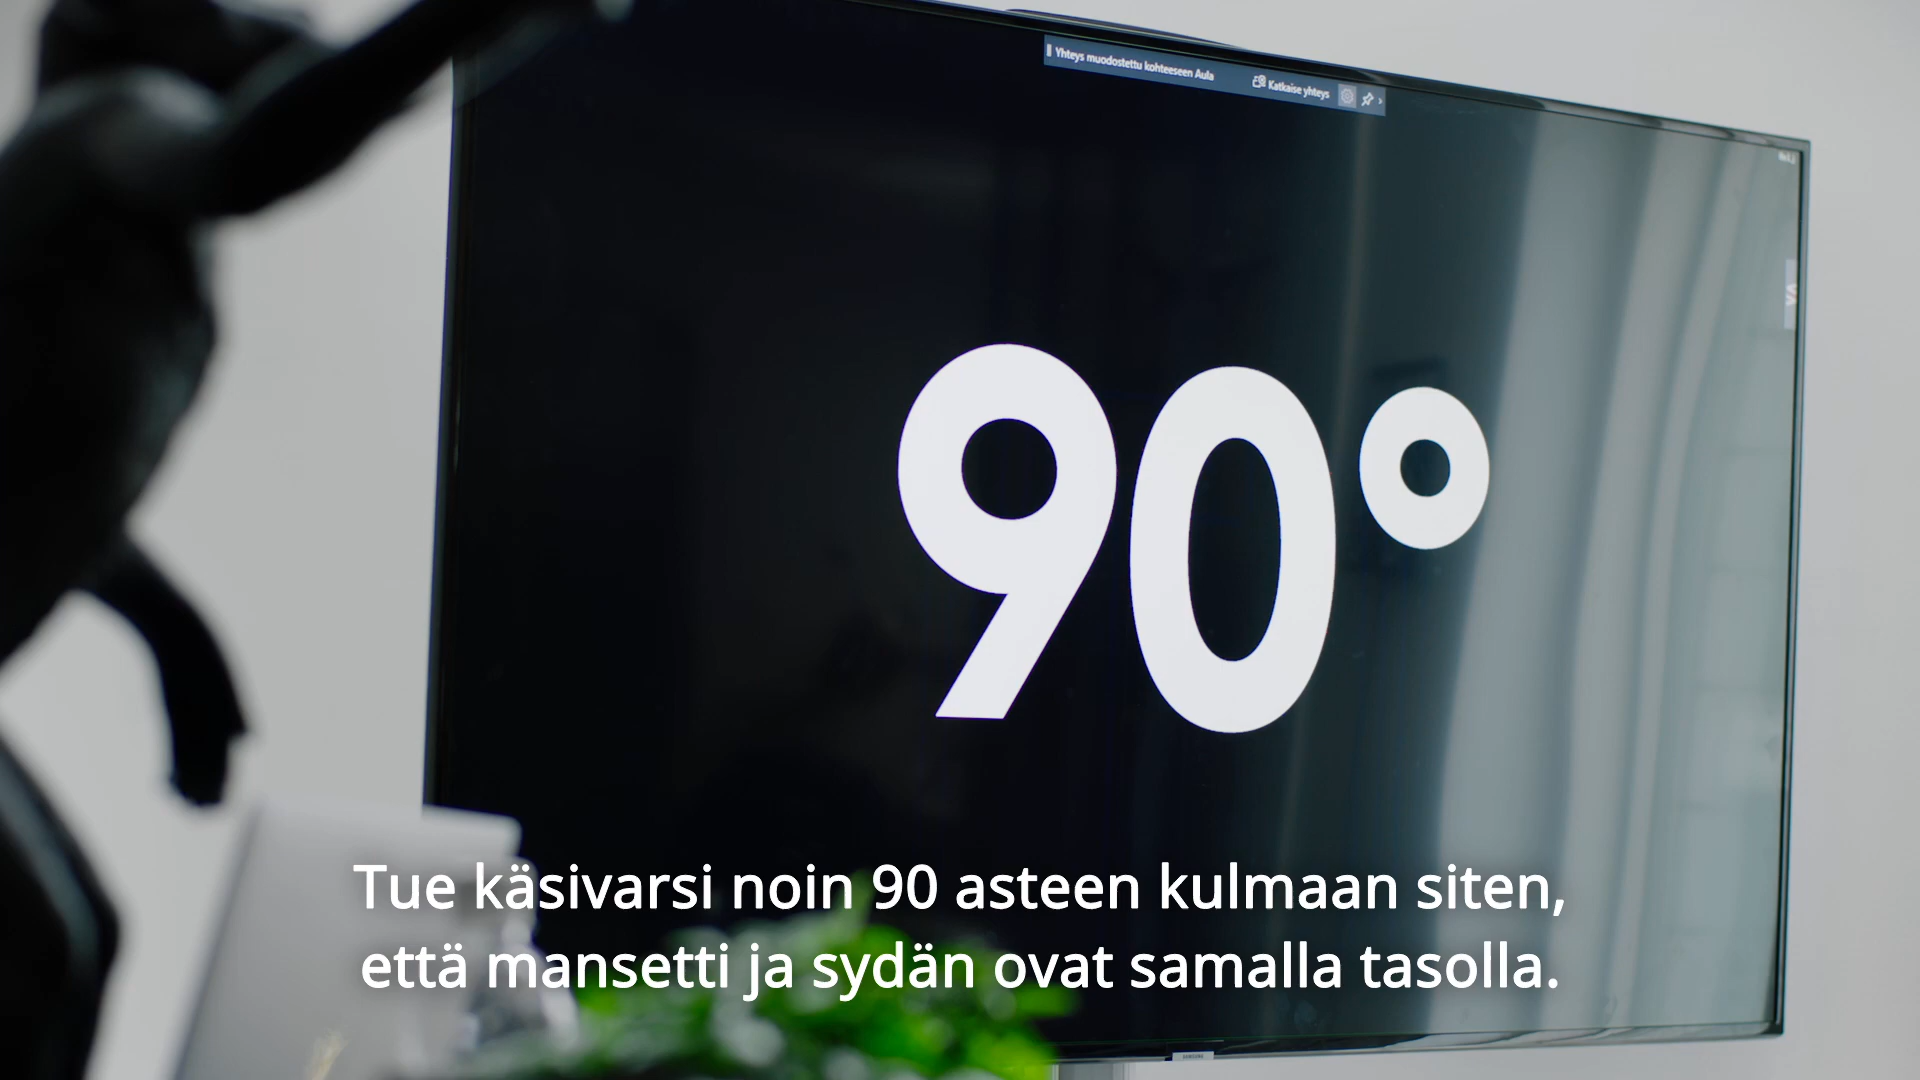 Yhteys muodostettu kohteeseen Aula
Katkaise yhteys
90°
Tue käsivarsi noin 90 asteen kulmaan siten,
että mansetti ja sydän ovat samalla tasolla.
SAMSUNG